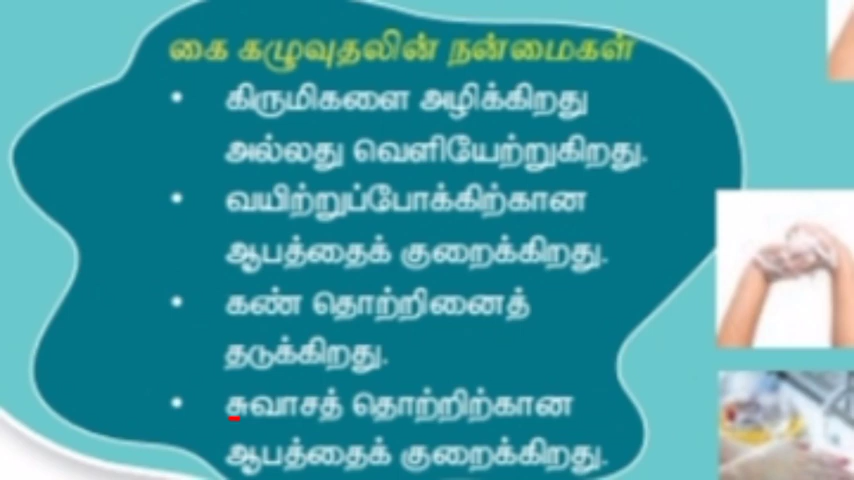 கை கழுவுதலின் நன்மைகள்
• கிருமிகளை அழிக்கிறது
அல்லது வெளியேற்றுகிறது.
• வயிற்றுப்போக்கிற்கான
ஆபத்தைக் குறைக்கிறது.
• கண் தொற்றினைத்
தடுக்கிறது.
• சுவாசத் தொற்றிற்கான
ஆபத்தைக் குறைக்கிறது.